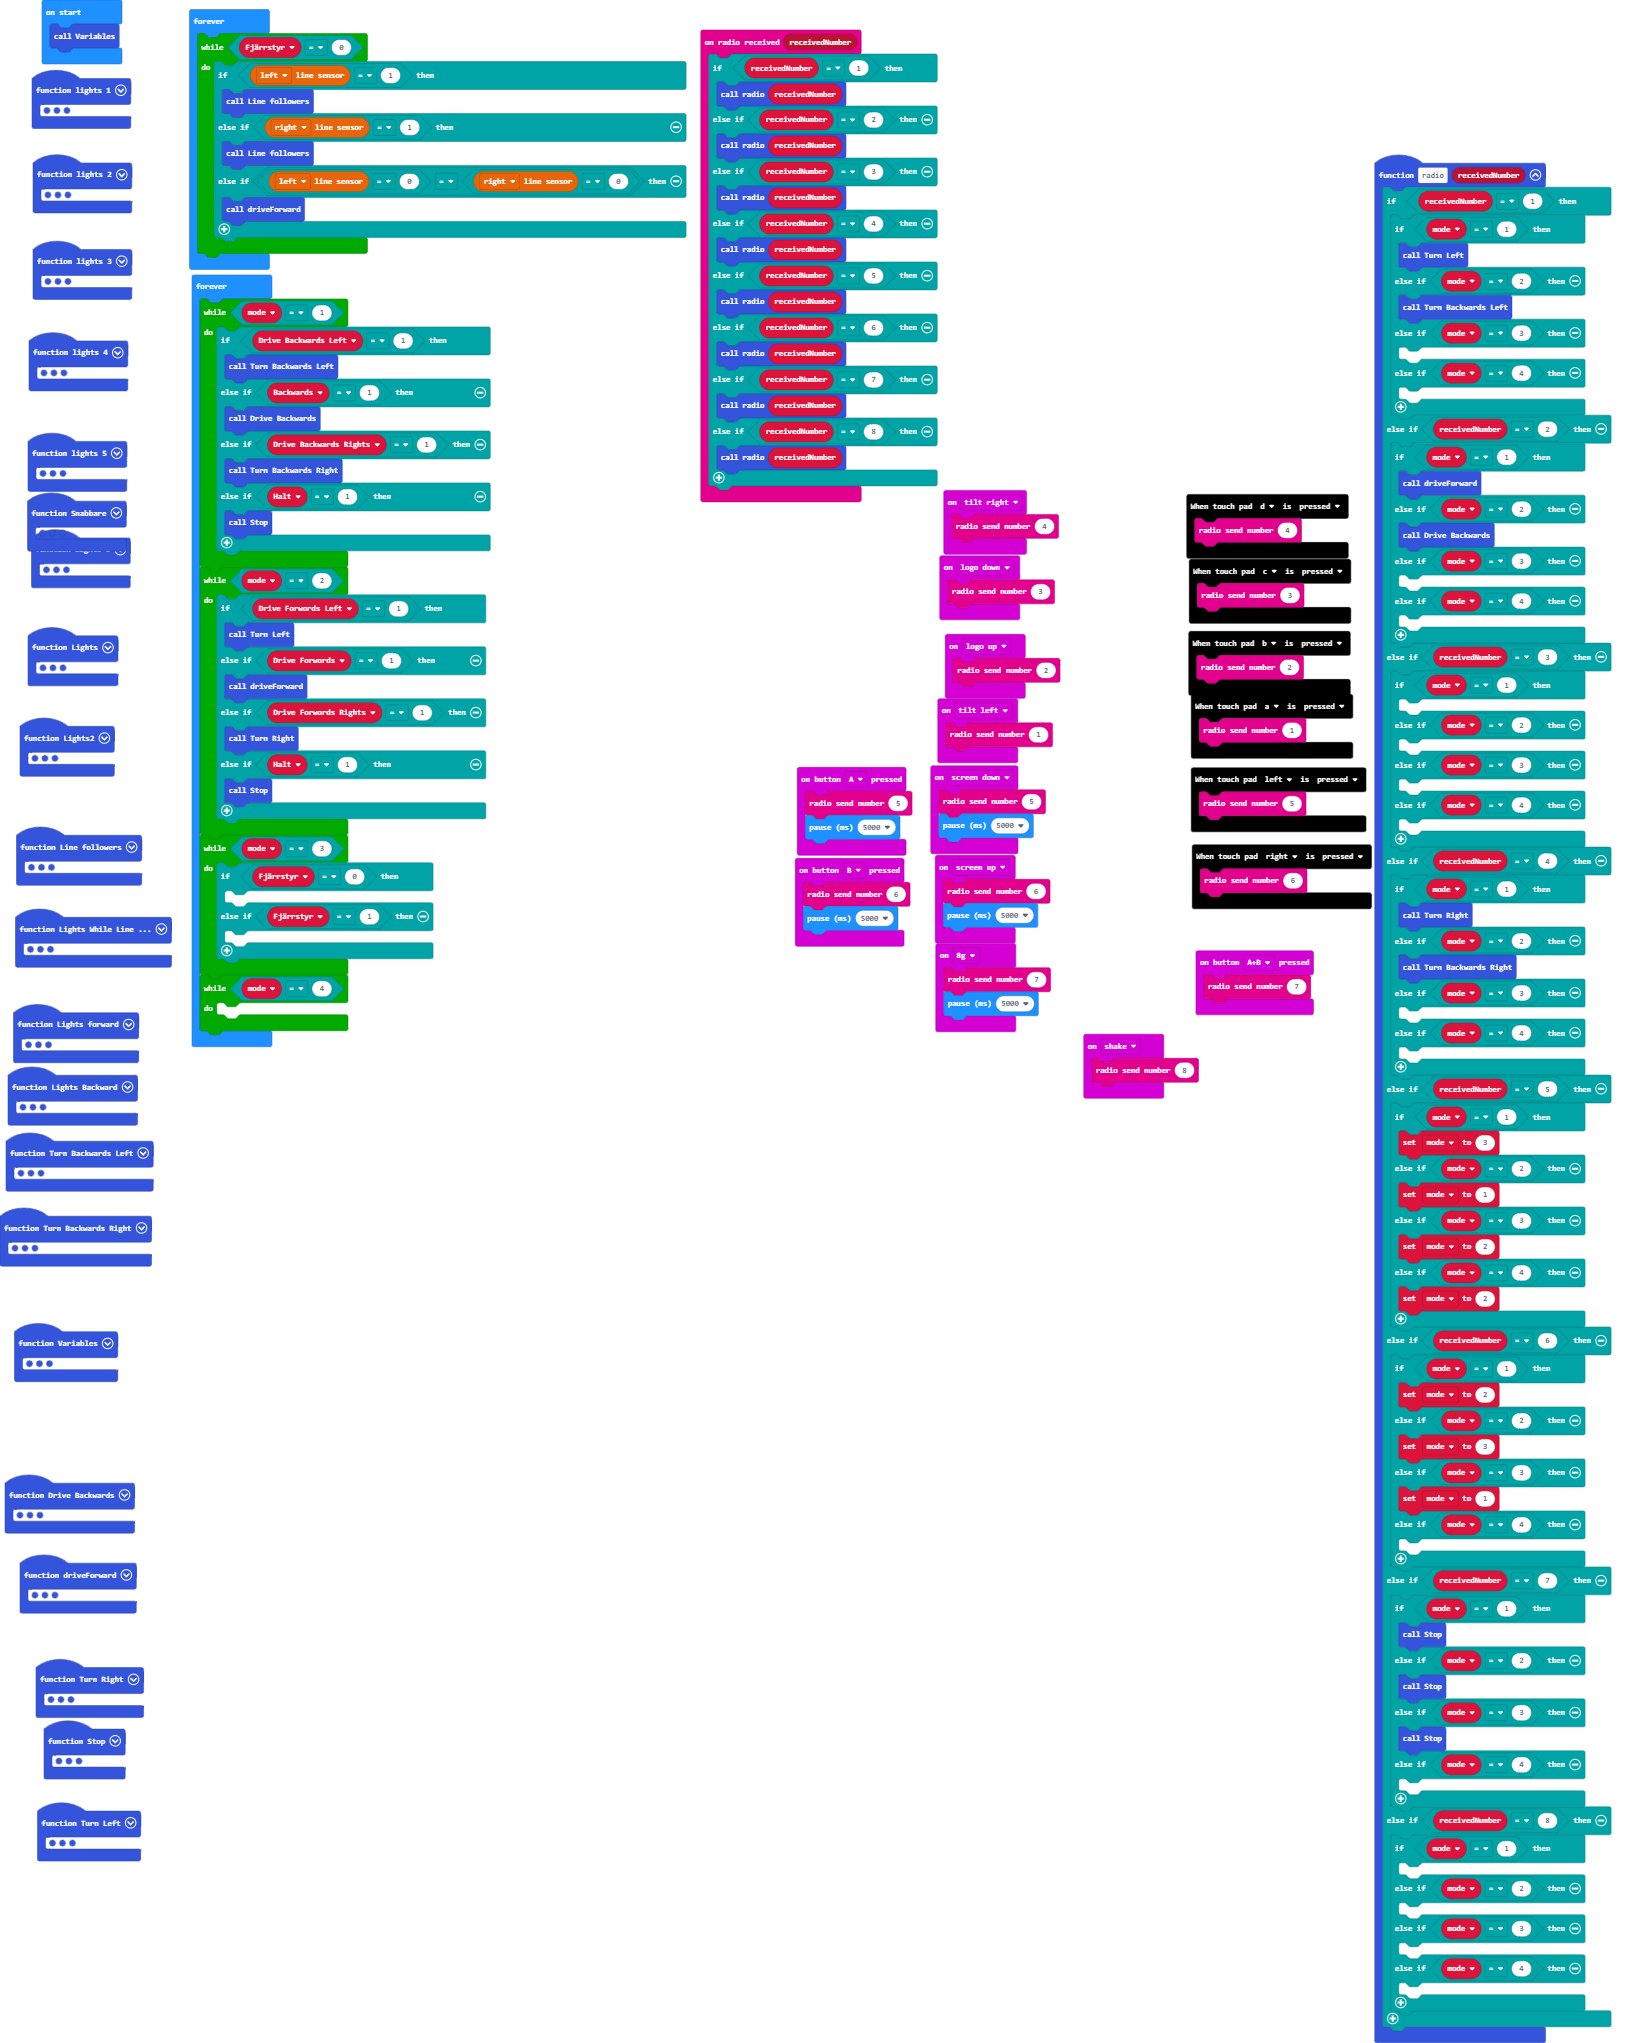 on start
call Variables
function lights 1
function lights 2
function lights 3
function lights 4
function lights 5
function Snabbare
function Lights
function Lights2
function Line followers
function Lights While Line ...
function Lights forward
function Lights Backward
function Turn Backwards Left
function Turn Backwards Right
function Variables
function Drive Backwards
function driveForward
function Turn Right
function Stop
function Turn Left
forever
while Fjärrstyr = 0
do
if left line sensor = 1 then
call Line followers
else if right line sensor = 1 then
call Line followers
else if left line sensor = 0 = right line sensor = 0 then
call driveForward
forever
while mode = 1
do
if Drive Backwards Left = 1 then
call Turn Backwards Left
else if Backwards = 1 then
call Drive Backwards
else if Drive Backwards Rights = 1 then
call Turn Backwards Right
else if Halt = 1 then
call Stop
while mode = 2
do
if Drive Forwords Left = 1 then
call Turn Left
else if Drive Forwords = 1 then
call driveForward
else if Drive Forwords Rights = 1 then
call Turn Right
else if Halt = 1 then
call Stop
while mode = 3
do
if Fjärrstyr = 0 then
else if Fjärrstyr = 1 then
while mode = 4
do
on radio received receivedNumber
if receivedNumber = 1 then
call radio receivedNumber
else if receivedNumber = 2 then
call radio receivedNumber
else if receivedNumber = 3 then
call radio receivedNumber
else if receivedNumber = 4 then
call radio receivedNumber
else if receivedNumber = 5 then
call radio receivedNumber
else if receivedNumber = 6 then
call radio receivedNumber
else if receivedNumber = 7 then
call radio receivedNumber
else if receivedNumber = 8 then
call radio receivedNumber
on button A pressed
radio send number 5
pause (ms) 5000
on button B pressed
radio send number 6
pause (ms) 5000
on tilt right
radio send number 4
on logo down
radio send number 3
on logo up
radio send number 2
on tilt left
radio send number 1
on screen down
radio send number 5
pause (ms) 5000
on screen up
radio send number 6
pause (ms) 5000
on 8g
radio send number 7
pause (ms) 5000
on shake
radio send number 8
When touch pad d is pressed
radio send number 4
When touch pad c is pressed
radio send number 3
When touch pad b is pressed
radio send number 2
When touch pad a is pressed
radio send number 1
When touch pad left is pressed
radio send number 5
When touch pad right is pressed
radio send number 6
on button A+B pressed
radio send number 7
function radio receivedNumber
if receivedNumber = 1 then
if mode = 1 then
call Turn Left
else if mode = 2 then
call Turn Backwards Left
else if mode = 3 then
else if mode = 4 then
else if receivedNumber = 2 then
if mode = 1 then
call driveForward
else if mode = 2 then
call Drive Backwards
else if mode = 3 then
else if mode = 4 then
else if receivedNumber = 3 then
if mode = 1 then
else if mode = 2 then
else if mode = 3 then
else if mode = 4 then
else if receivedNumber = 4 then
if mode = 1 then
call Turn Right
else if mode = 2 then
call Turn Backwards Right
else if mode = 3 then
else if mode = 4 then
else if receivedNumber = 5 then
if mode = 1 then
set mode to 3
else if mode = 2 then
set mode to 1
else if mode = 3 then
set mode to 2
else if mode = 4 then
set mode to 2
else if receivedNumber = 6 then
if mode = 1 then
set mode to 2
else if mode = 2 then
set mode to 3
else if mode = 3 then
set mode to 1
else if mode = 4 then
else if receivedNumber = 7 then
if mode = 1 then
call Stop
else if mode = 2 then
call Stop
else if mode = 3 then
call Stop
else if mode = 4 then
else if receivedNumber = 8 then
if mode = 1 then
else if mode = 2 then
else if mode = 3 then
else if mode = 4 then